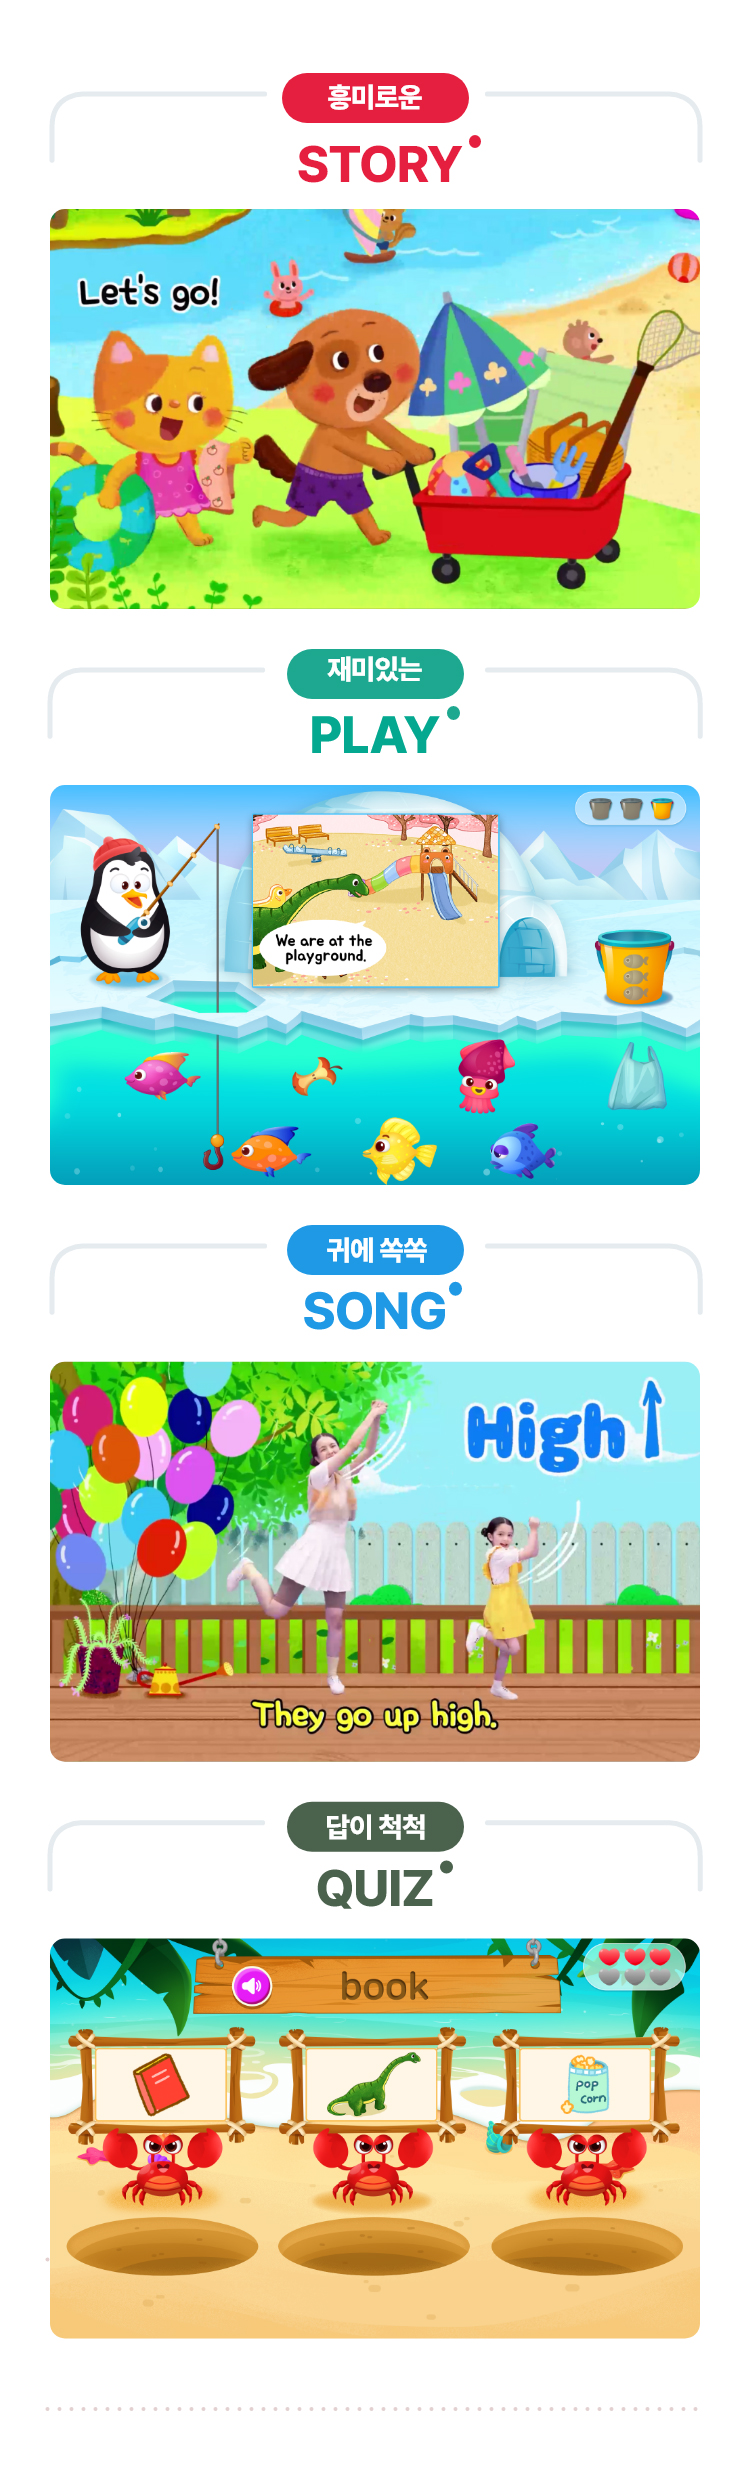 흥미로운
STORY
Let's go!
재미있는
PLAY
We are at the
playground.
귀에 쏙쏙
SONG
High
They go up high.
답이 척척
QUIZ
book
POP
corn